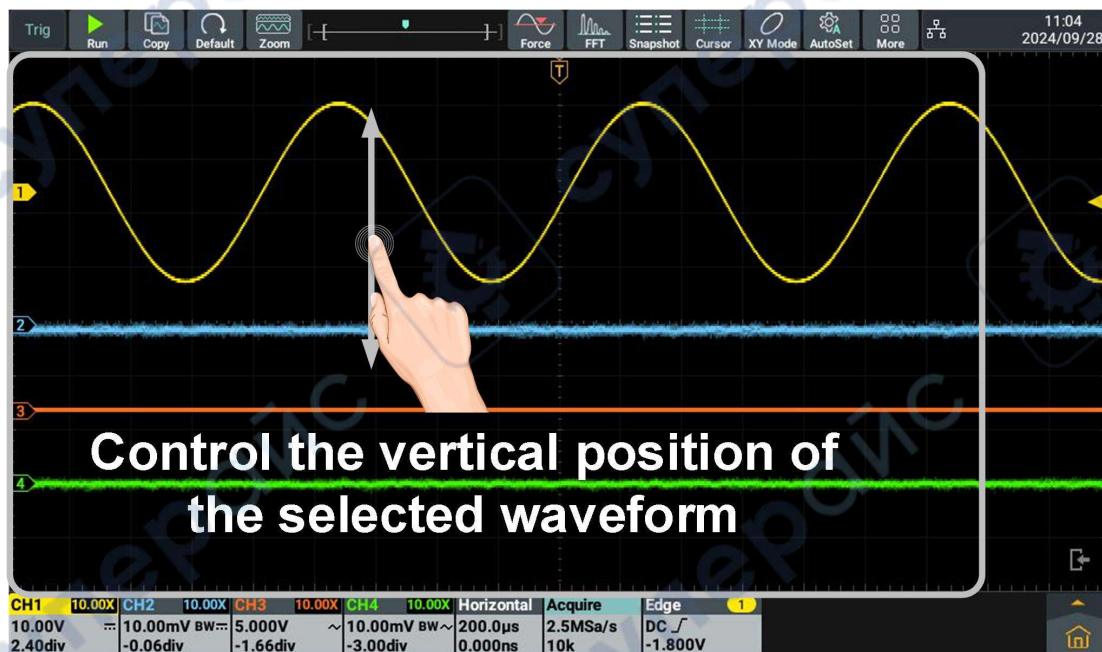 Trig Run Copy Default Zoom Force FFT Snapshot Cursor XY Mode AutoSet More 11:04
2024/09/28
T
1
2
3
Control the vertical position of
4
the selected waveform
CH1 10.00X CH2 10.00X CH3 10.00X CH4 10.00X Horizontal Acquire Edge 1
10.00V 10.00mV BW 5.000V 10.00mV BW 200.0μs 2.5MSa/s DC
2.40div -0.06div -1.66div -3.00div 0.000ns 10k -1.800V
суперайс